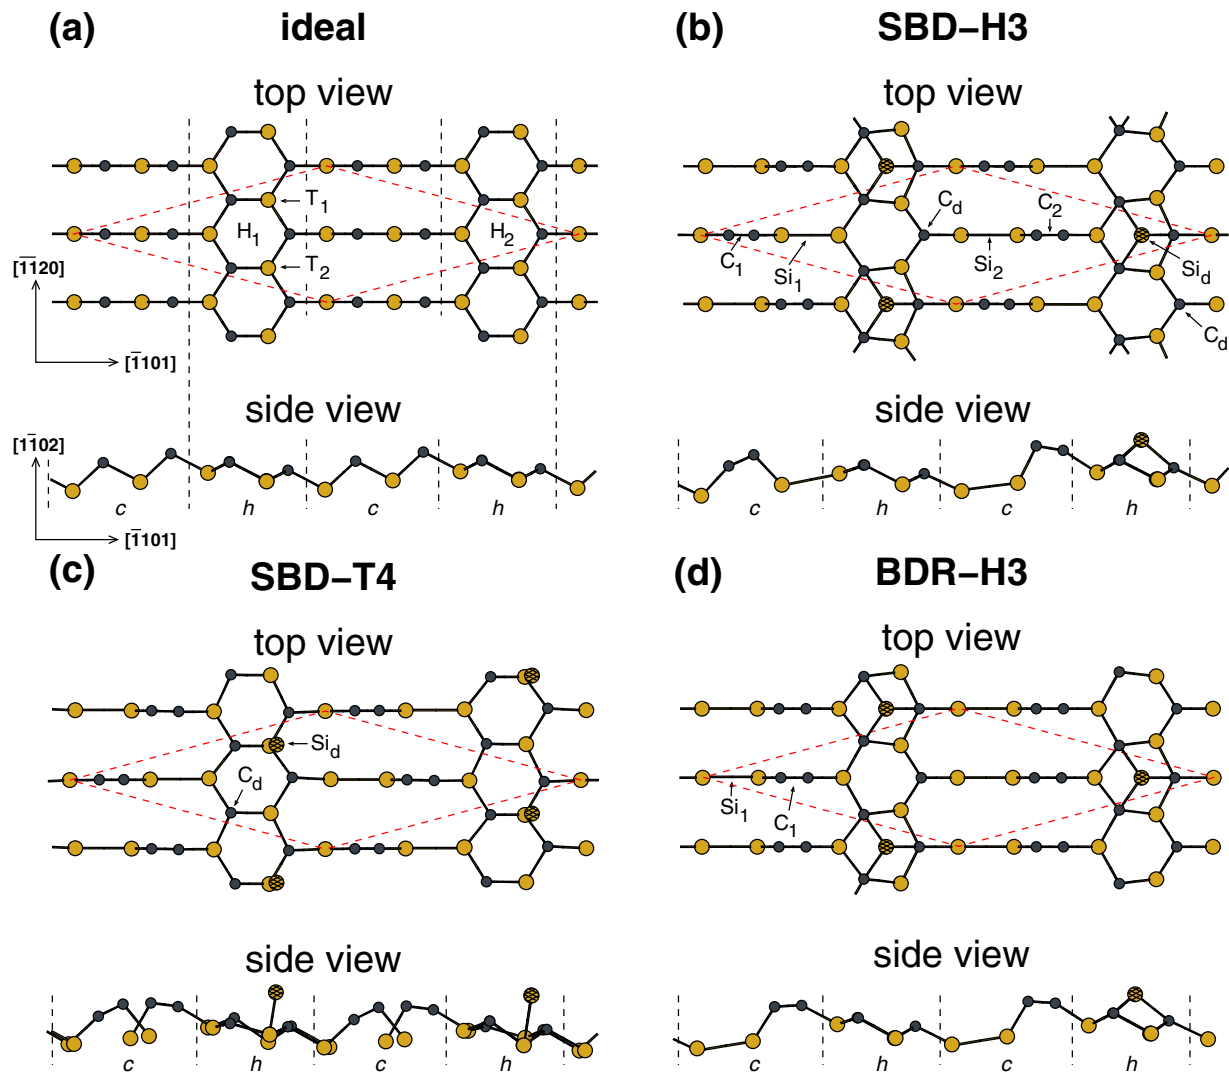 (a) ideal
top view
T1
H1 H2
T2
[1̅1̅20]
[1̅101]
side view
[11̅02]
c h c h
[1̅101]
(b) SBD–H3
top view
Cd C2
C1 Si1 Si2 Sid
Cd
side view
c h c h
(c) SBD–T4
top view
Sid
Cd
side view
c h c h
(d) BDR–H3
top view
Si1 C1
side view
c h c h